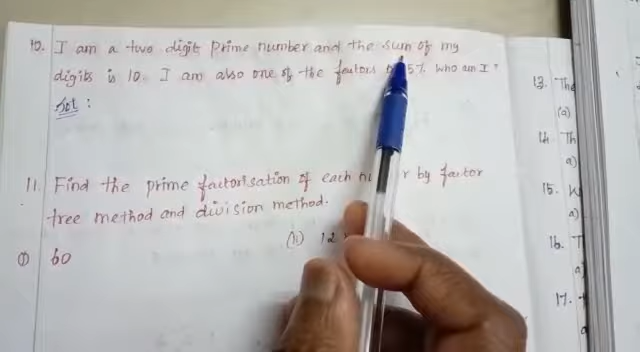 10. I am a two digit prime number and the sum of my
digits is 10. I am also one of the factors 57. Who am I?
Sol :
11. Find the prime factorisation of each r by factor
tree method and division method.
① 60
(ii) 12
13. The
(a)
14. Th
a)
15. W
a)
16. T
a)
17.
a